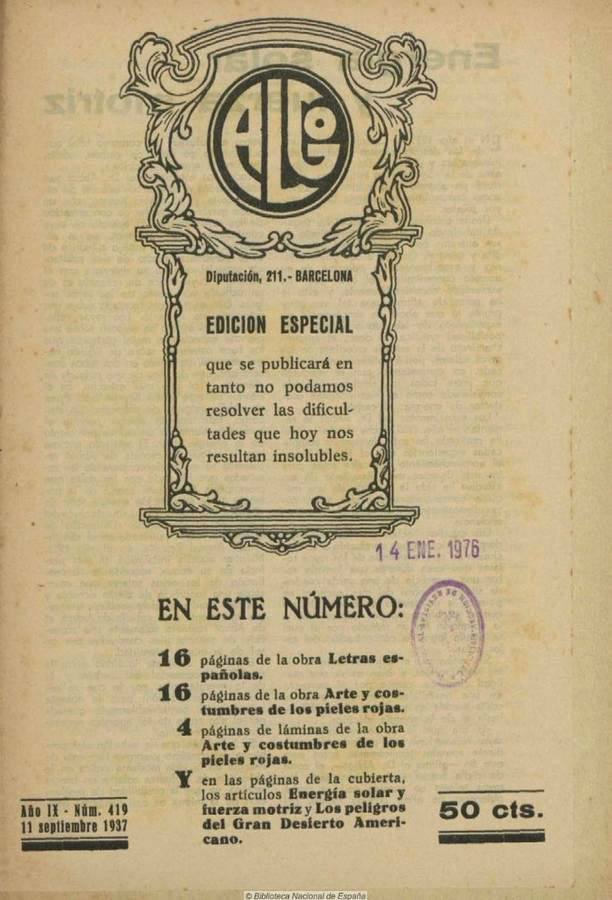 ALGO
Diputación, 211.- BARCELONA
EDICION ESPECIAL
que se publicará en
tanto no podamos
resolver las dificul-
tades que hoy nos
resultan insolubles.
14 ENE. 1976
EN ESTE NÚMERO:
16 páginas de la obra Letras es-
pañolas.
16 páginas de la obra Arte y cos-
tumbres de los pieles rojas.
4 páginas de láminas de la obra
Arte y costumbres de los
pieles rojas.
Y en las páginas de la cubierta,
los artículos Energía solar y
fuerza motriz y Los peligros
del Gran Desierto Ameri-
cano.
Año IX - Núm. 419
11 septiembre 1937
50 cts.
© Biblioteca Nacional de España